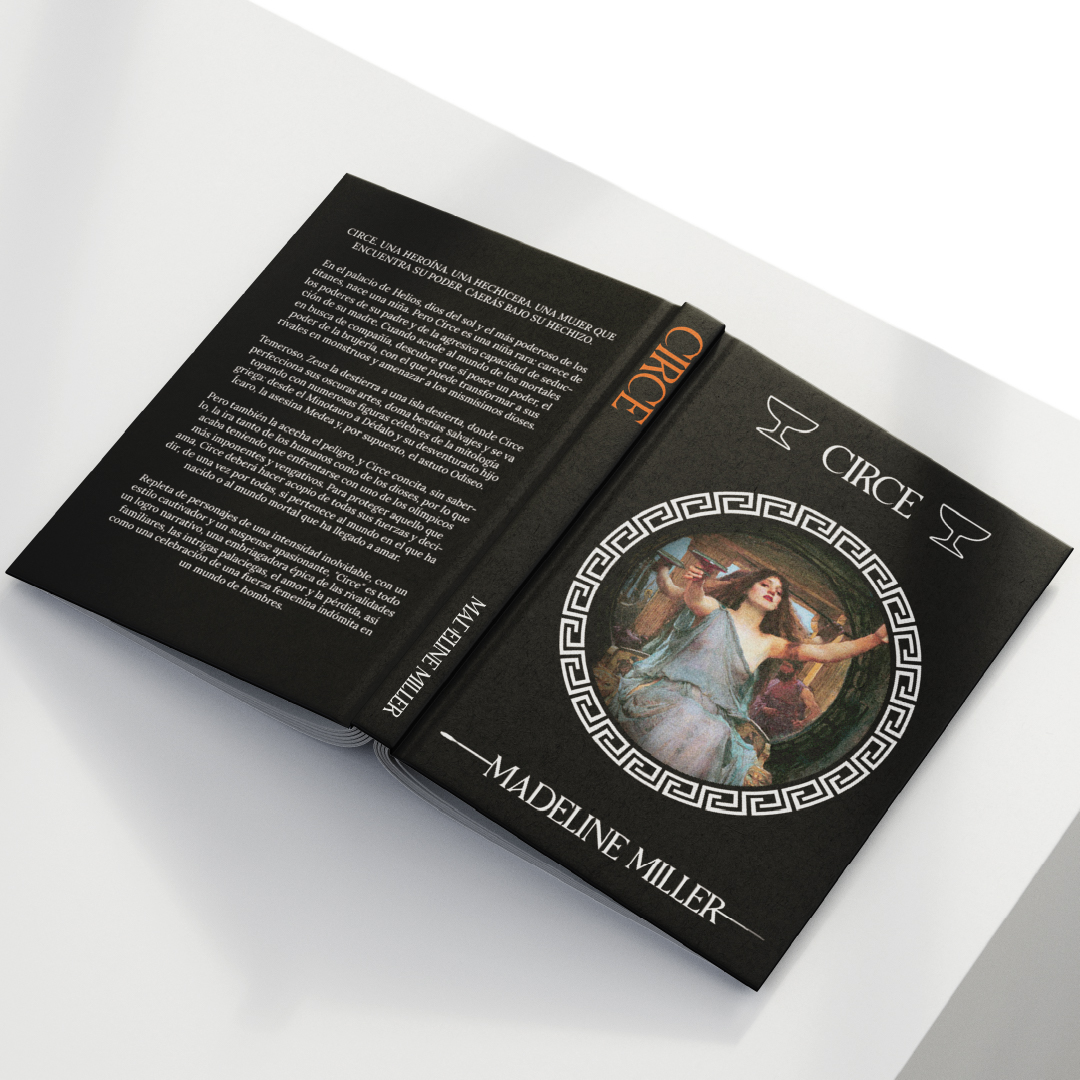 CIRCE, UNA HEROÍNA. UNA HECHICERA. UNA MUJER QUE
ENCUENTRA SU PODER. CAERÁS BAJO SU HECHIZO.
En el palacio de Helios, dios del sol y el más poderoso de los
titanes, nace una niña. Pero Circe es una niña rara: carece de
los poderes de su padre y de la agresiva capacidad de seduc-
ción de su madre. Cuando acude al mundo de los mortales
en busca de compañía, descubre que sí posee un poder, el
poder de la brujería, con el que puede transformar a sus
rivales en monstruos y amenazar a los mismísimos dioses.
Temeroso, Zeus la destierra a una isla desierta, donde Circe
perfecciona sus oscuras artes, doma bestias salvajes y se va
topando con numerosas figuras célebres de la mitología
griega: desde el Minotauro a Dédalo y su desventurado hijo
Ícaro, la asesina Medea y, por supuesto, el astuto Odiseo.
Pero también la acecha el peligro, y Circe concita, sin saber-
lo, la ira tanto de los humanos como de los dioses, por lo que
acaba teniendo que enfrentarse con uno de los olímpicos
más imponentes y vengativos. Para proteger aquello que
ama, Circe deberá hacer acopio de todas sus fuerzas y deci-
dir, de una vez por todas, si pertenece al mundo en el que ha
nacido o al mundo mortal que ha llegado a amar.
Repleta de personajes de una intensidad inolvidable, con un
estilo cautivador y un suspense apasionante, "Circe" es todo
un logro narrativo, una embriagadora épica de las rivalidades
familiares, las intrigas palaciegas, el amor y la pérdida, así
como una celebración de una fuerza femenina indómita en
un mundo de hombres.
CIRCE
MADELINE MILLER
CIRCE
MADELINE MILLER